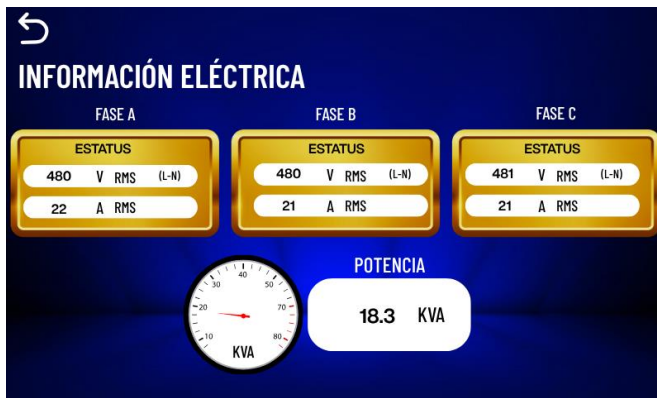 INFORMACIÓN ELÉCTRICA
FASE A
ESTATUS
480 V RMS (L-N)
22 A RMS
FASE B
ESTATUS
480 V RMS (L-N)
21 A RMS
FASE C
ESTATUS
481 V RMS (L-N)
21 A RMS
10 20 30 40 50 70 80
KVA
POTENCIA
18.3 KVA